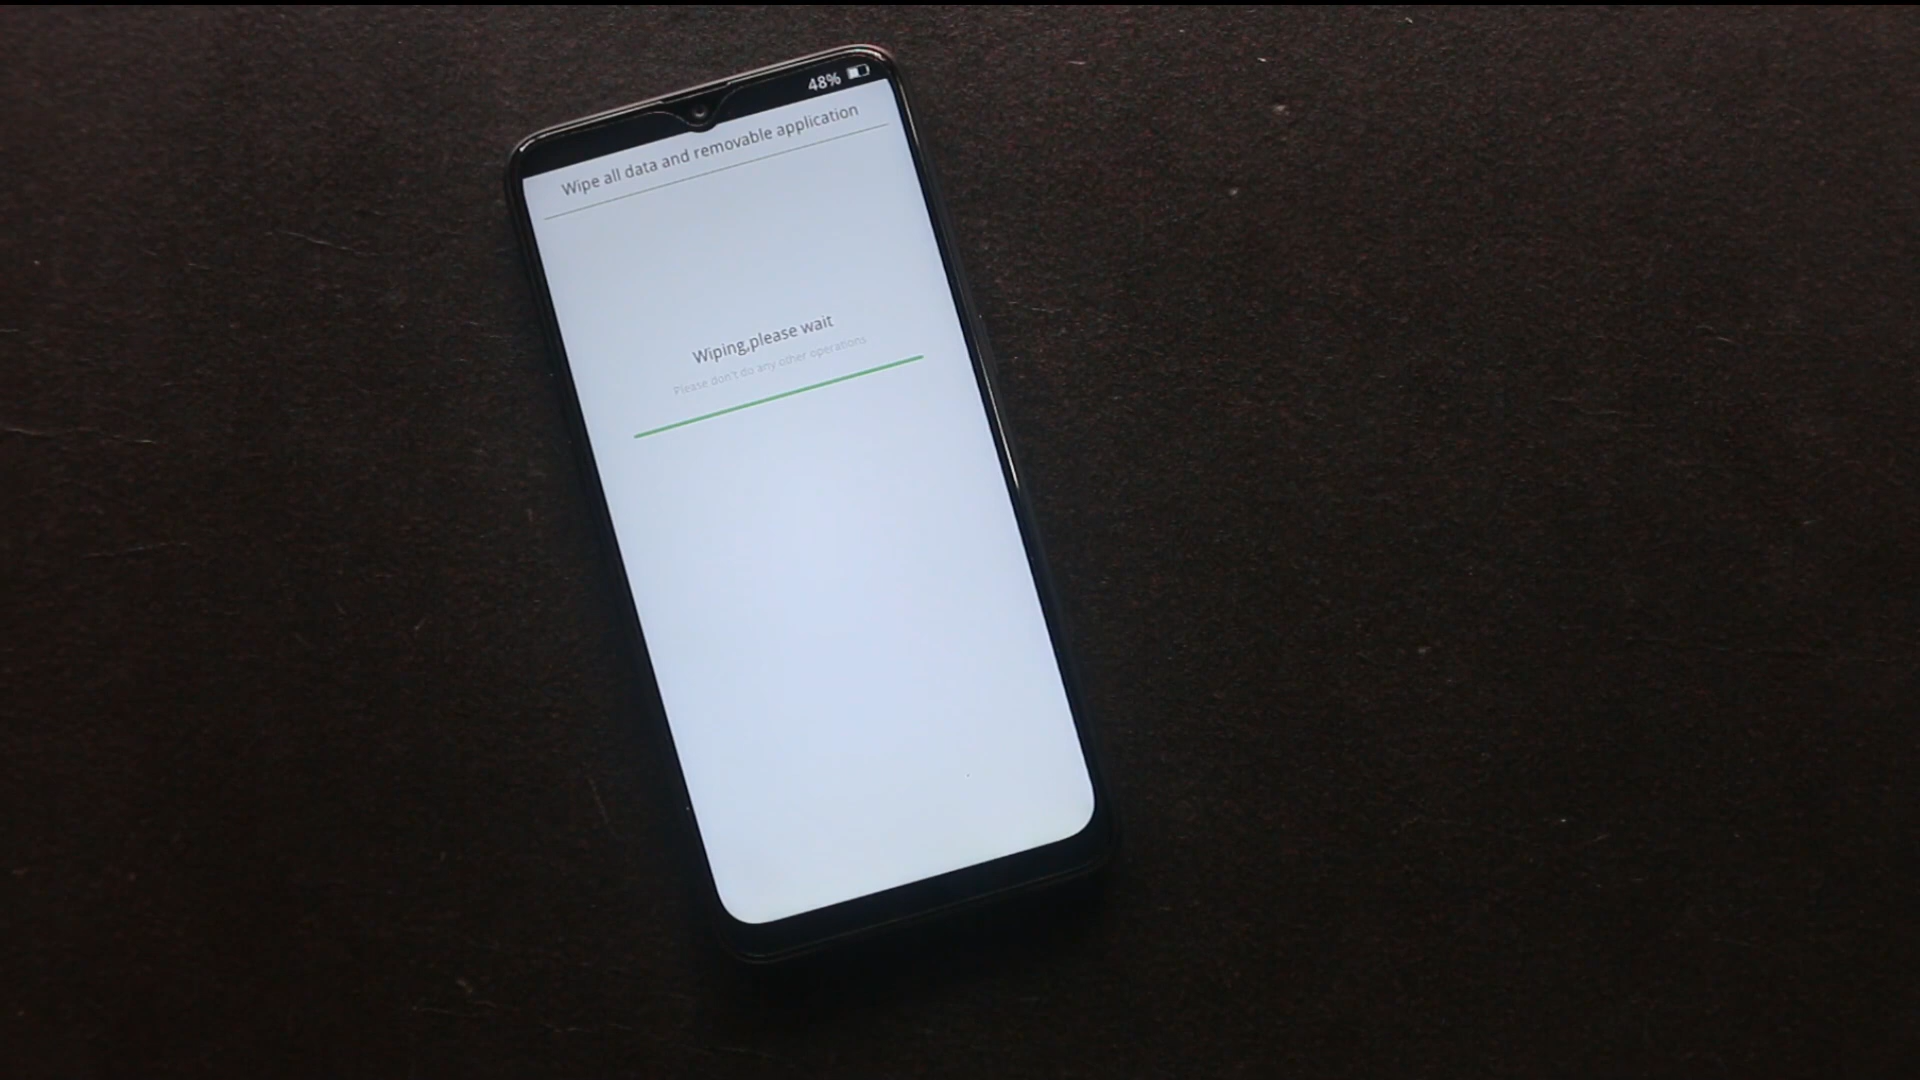 48%
Wipe all data and removable application
Wiping,please wait
Please don't do any other operations